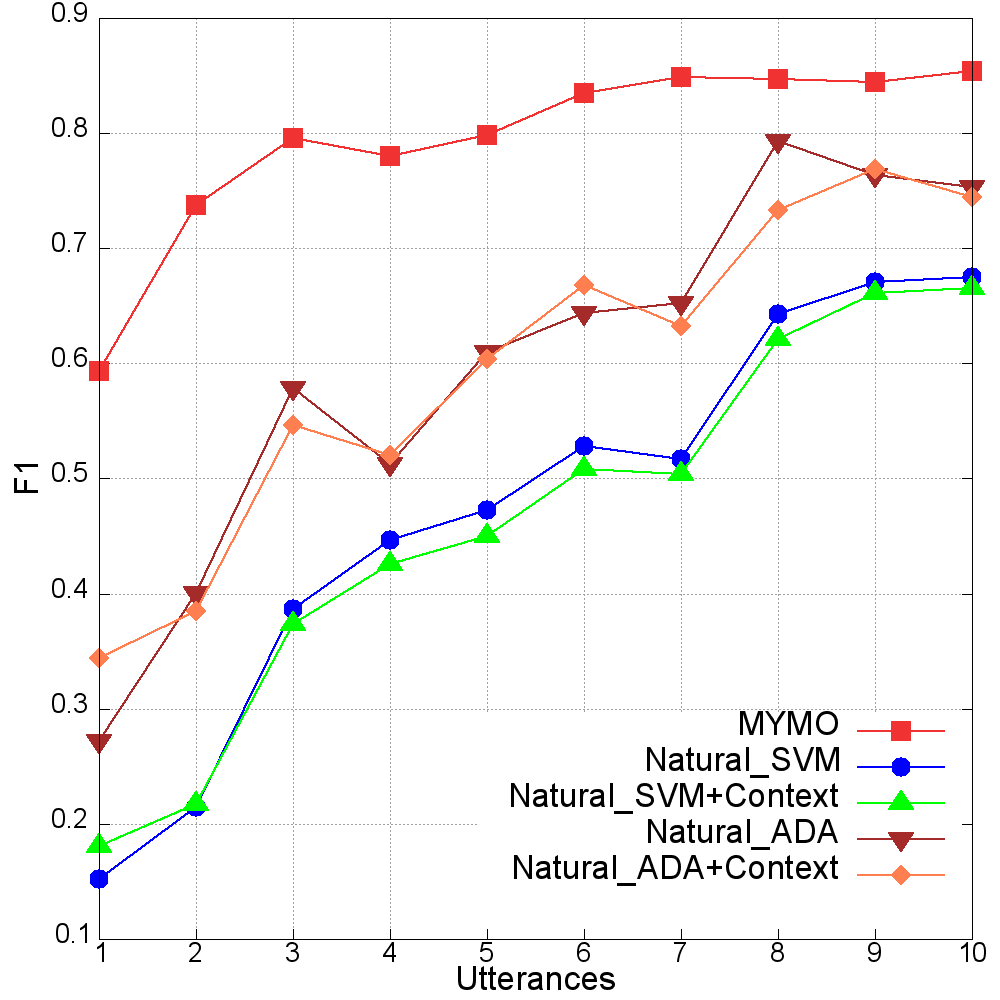 0.9
0.8
0.7
0.6
0.5
0.4
0.3
0.2
0.1
F1
MYMO
Natural_SVM
Natural_SVM+Context
Natural_ADA
Natural_ADA+Context
1 2 3 4 5 6 7 8 9 10
Utterances